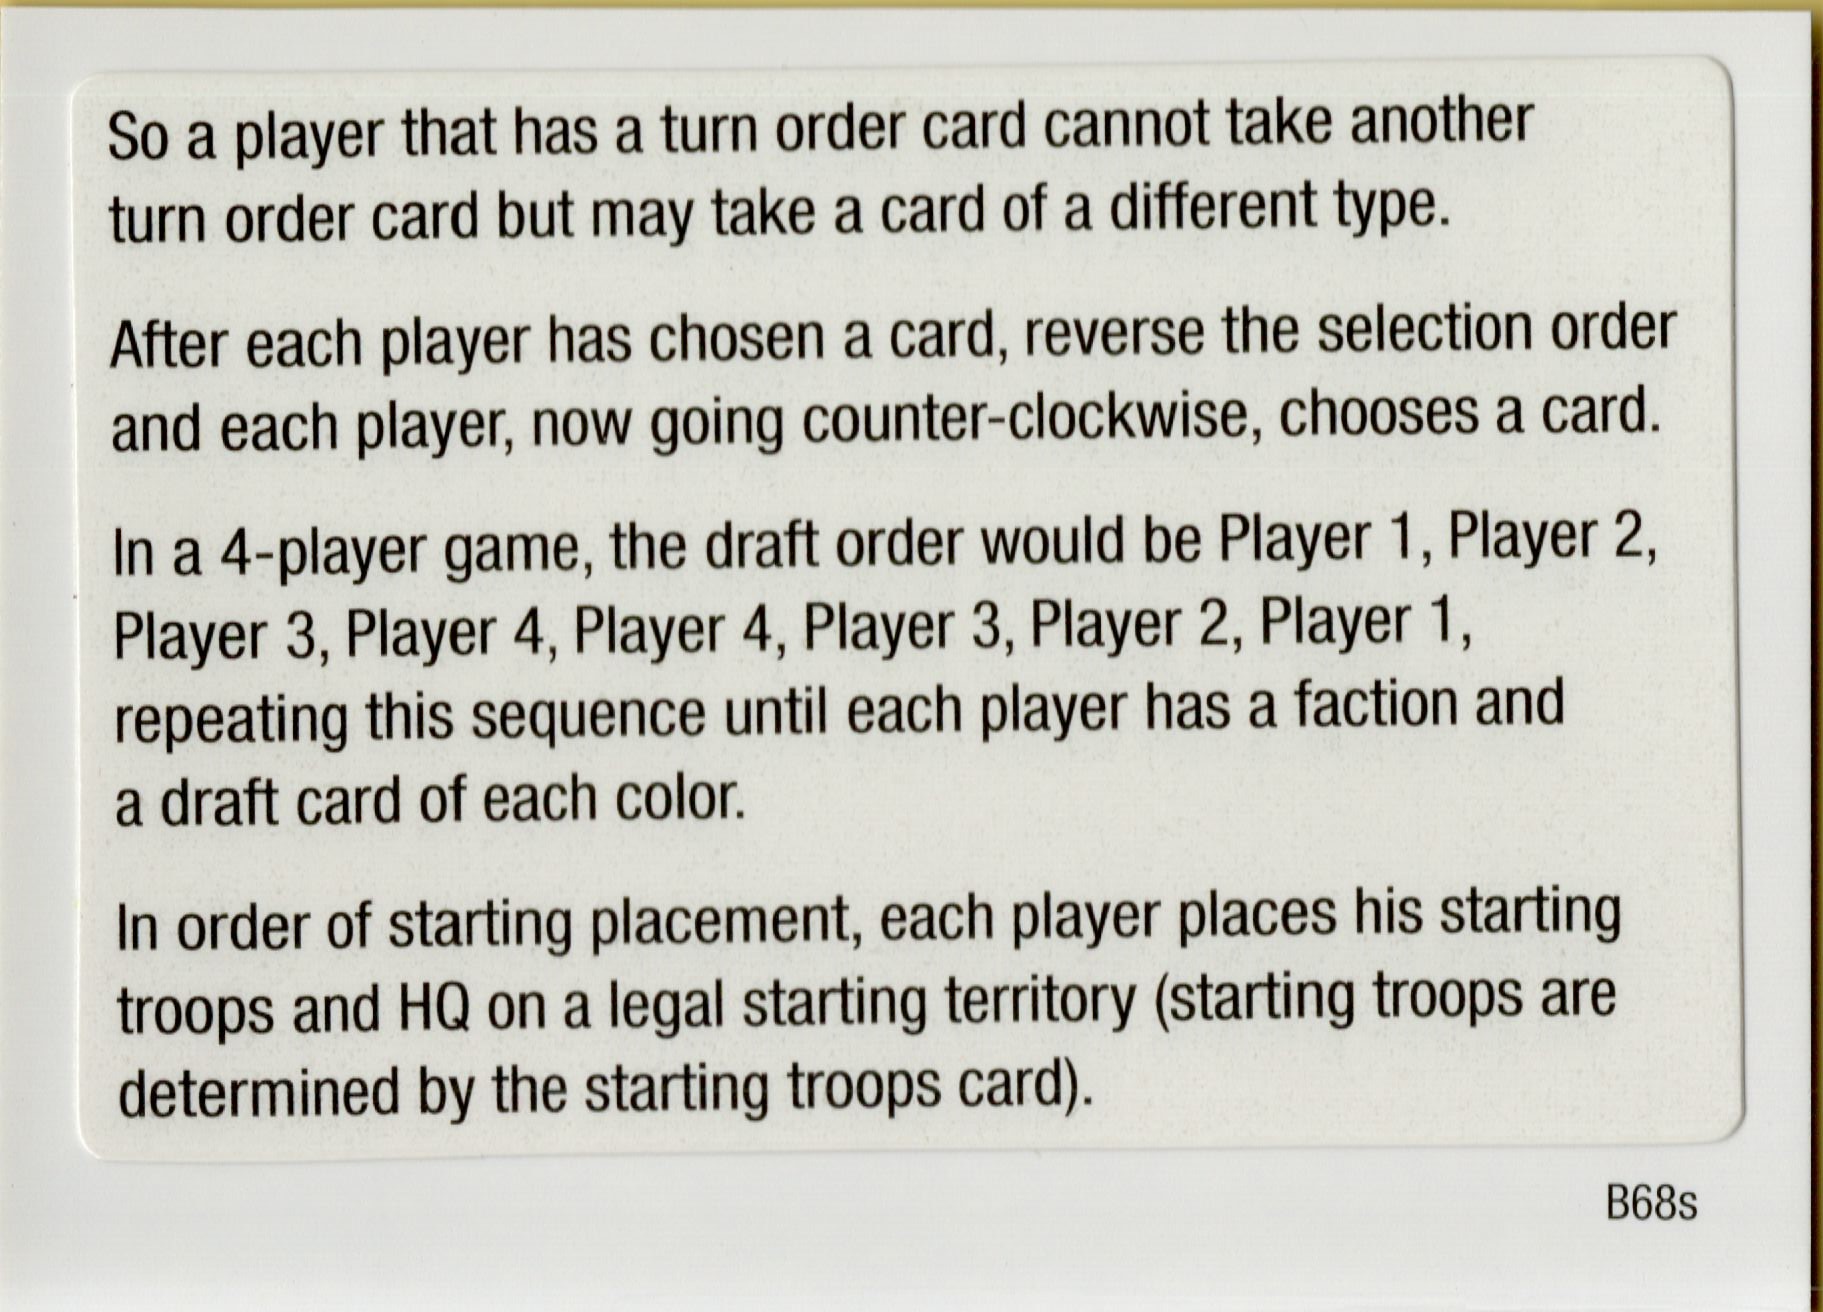 So a player that has a turn order card cannot take another
turn order card but may take a card of a different type.
After each player has chosen a card, reverse the selection order
and each player, now going counter-clockwise, chooses a card.
In a 4-player game, the draft order would be Player 1, Player 2,
Player 3, Player 4, Player 4, Player 3, Player 2, Player 1,
repeating this sequence until each player has a faction and
a draft card of each color.
In order of starting placement, each player places his starting
troops and HQ on a legal starting territory (starting troops are
determined by the starting troops card).
B68s